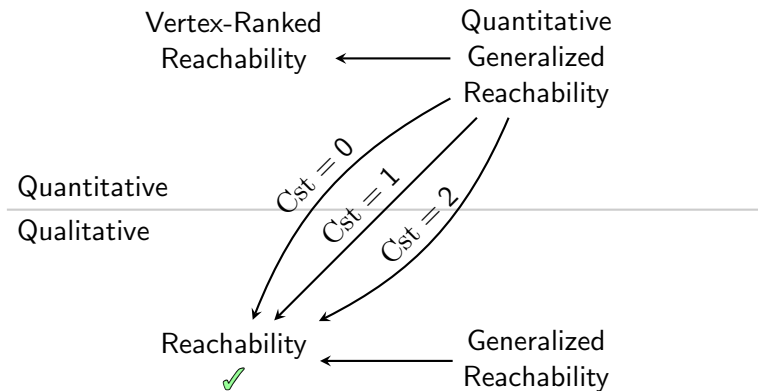 Vertex-Ranked
Reachability
Quantitative
Generalized
Reachability
Cst = 0
Cst = 1
Cst = 2
Quantitative
Qualitative
Reachability
✓
Generalized
Reachability